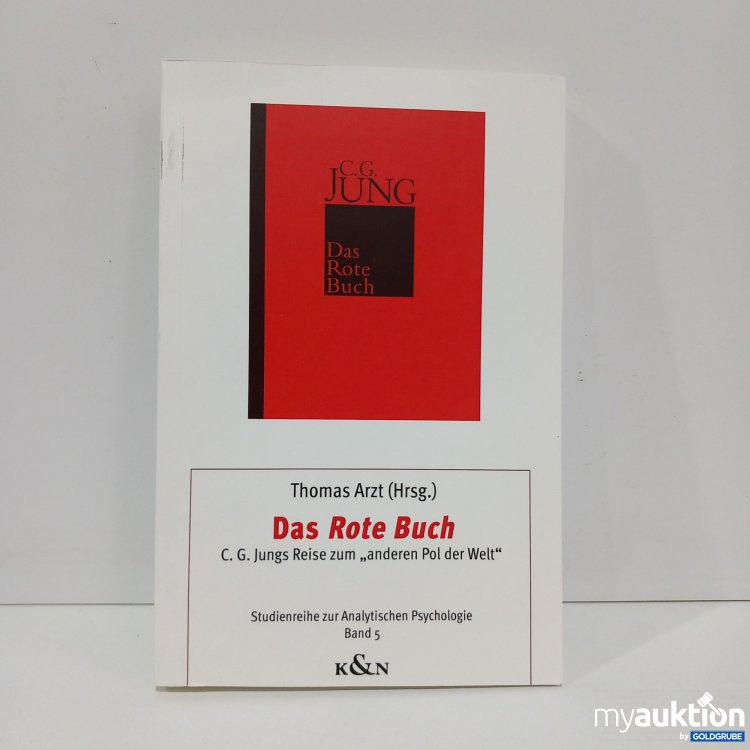 C. G.
JUNG
Das
Rote
Buch
Thomas Arzt (Hrsg.)
Das Rote Buch
C. G. Jungs Reise zum „anderen Pol der Welt“
Studienreihe zur Analytischen Psychologie
Band 5
K&N
myauktion
by GOLDGRUBE